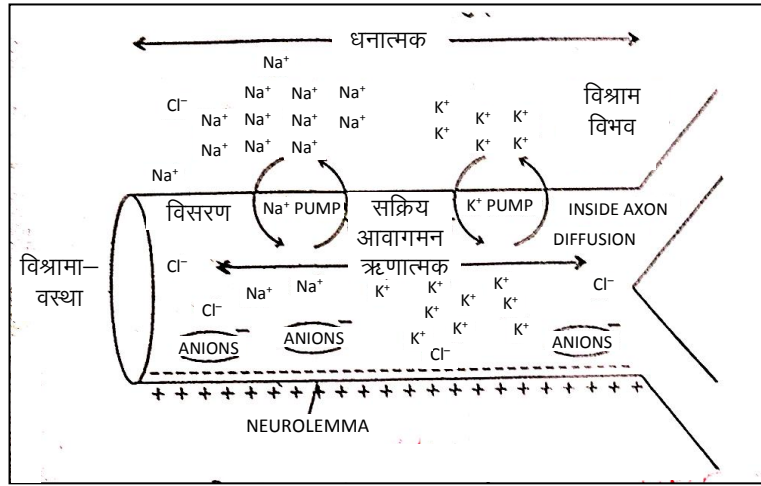 धनात्मक
Na⁺
Cl⁻ Na⁺ Na⁺ Na⁺ K⁺ K⁺ K⁺ विश्राम
Na⁺ Na⁺ Na⁺ Na⁺ K⁺ K⁺ K⁺ विभव
Na⁺ Na⁺ Na⁺
Na⁺
विसरण Na⁺ PUMP सक्रिय K⁺ PUMP INSIDE AXON
आवागमन DIFFUSION
विश्रामा– Cl⁻ ऋणात्मक Cl⁻
वस्था Na⁺ Na⁺ K⁺ K⁺ K⁺ K⁺
Cl⁻ K⁺ K⁺ K⁺
ANIONS⁻ ANIONS⁻ K⁺ K⁺ K⁺ ANIONS⁻
Cl⁻
- - - - - - - - - - - - - - - - - - - -
+ + + + + + + + + + + + + + + + + + + +
NEUROLEMMA